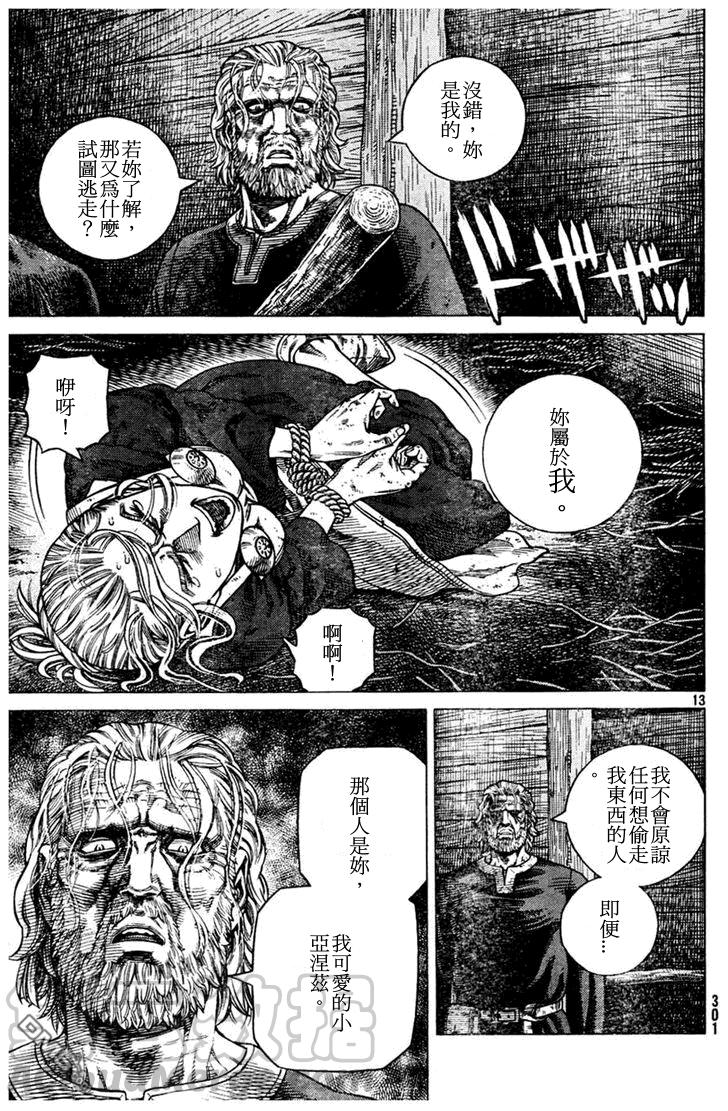 沒錯，妳
是我的。
若妳了解，
那又為什麼
試圖逃走？
ドザザッ
妳屬於我。
咿呀！
啊啊！
13
我不會原諒
任何想偷走
我東西的人
。
即便…
那個人是妳，
我可愛的小
亞涅茲。
301